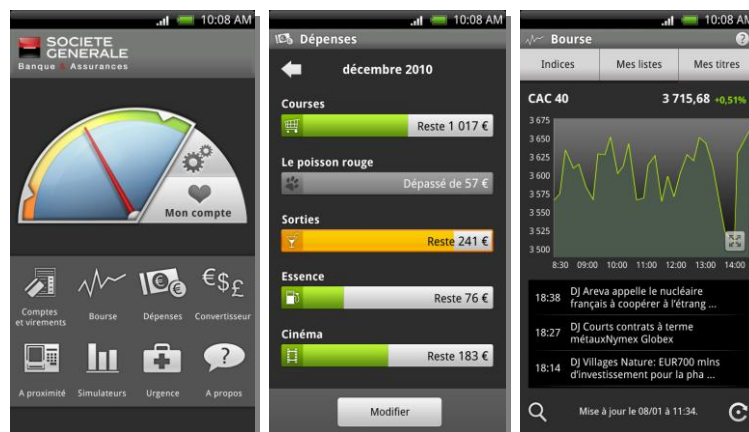 10:08 AM
SOCIETE
GENERALE
Banque & Assurances
Mon compte
Comptes
et virements
Bourse
Dépenses
€$£
Convertisseur
A proximité
Simulateurs
Urgence
?
A propos
10:08 AM
Dépenses
décembre 2010
Courses
Reste 1 017 €
Le poisson rouge
Dépassé de 57 €
Sorties
Reste 241 €
Essence
Reste 76 €
Cinéma
Reste 183 €
Modifier
10:08 AM
Bourse
?
Indices
Mes listes
Mes titres
CAC 40
3 715,68 +0,51%
3 675
3 650
3 625
3 600
3 575
3 550
3 525
3 500
8:30 09:00 10:00 11:00 12:00 13:00 14:00
18:38 DJ Areva appelle le nucléaire
français à coopérer à l'étrang ...
18:27 DJ Courts contrats à terme
métauxNymex Globex
18:14 DJ Villages Nature: EUR700 mlns
d'investissement pour la pha ...
Mise à jour le 08/01 à 11:34.